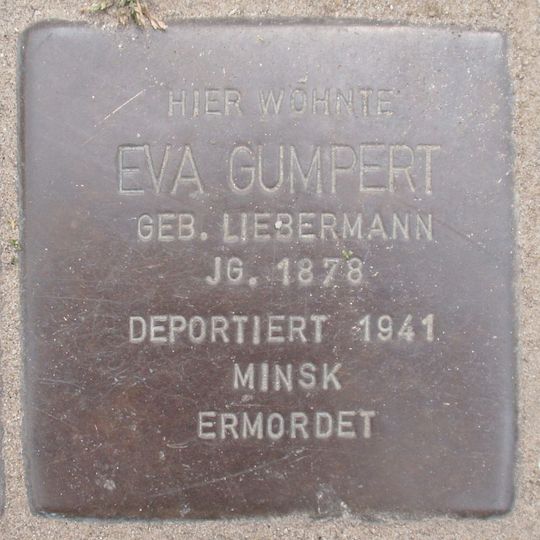 HIER WOHNTE
EVA GUMPERT
GEB. LIEBERMANN
JG. 1878
DEPORTIERT 1941
MINSK
ERMORDET